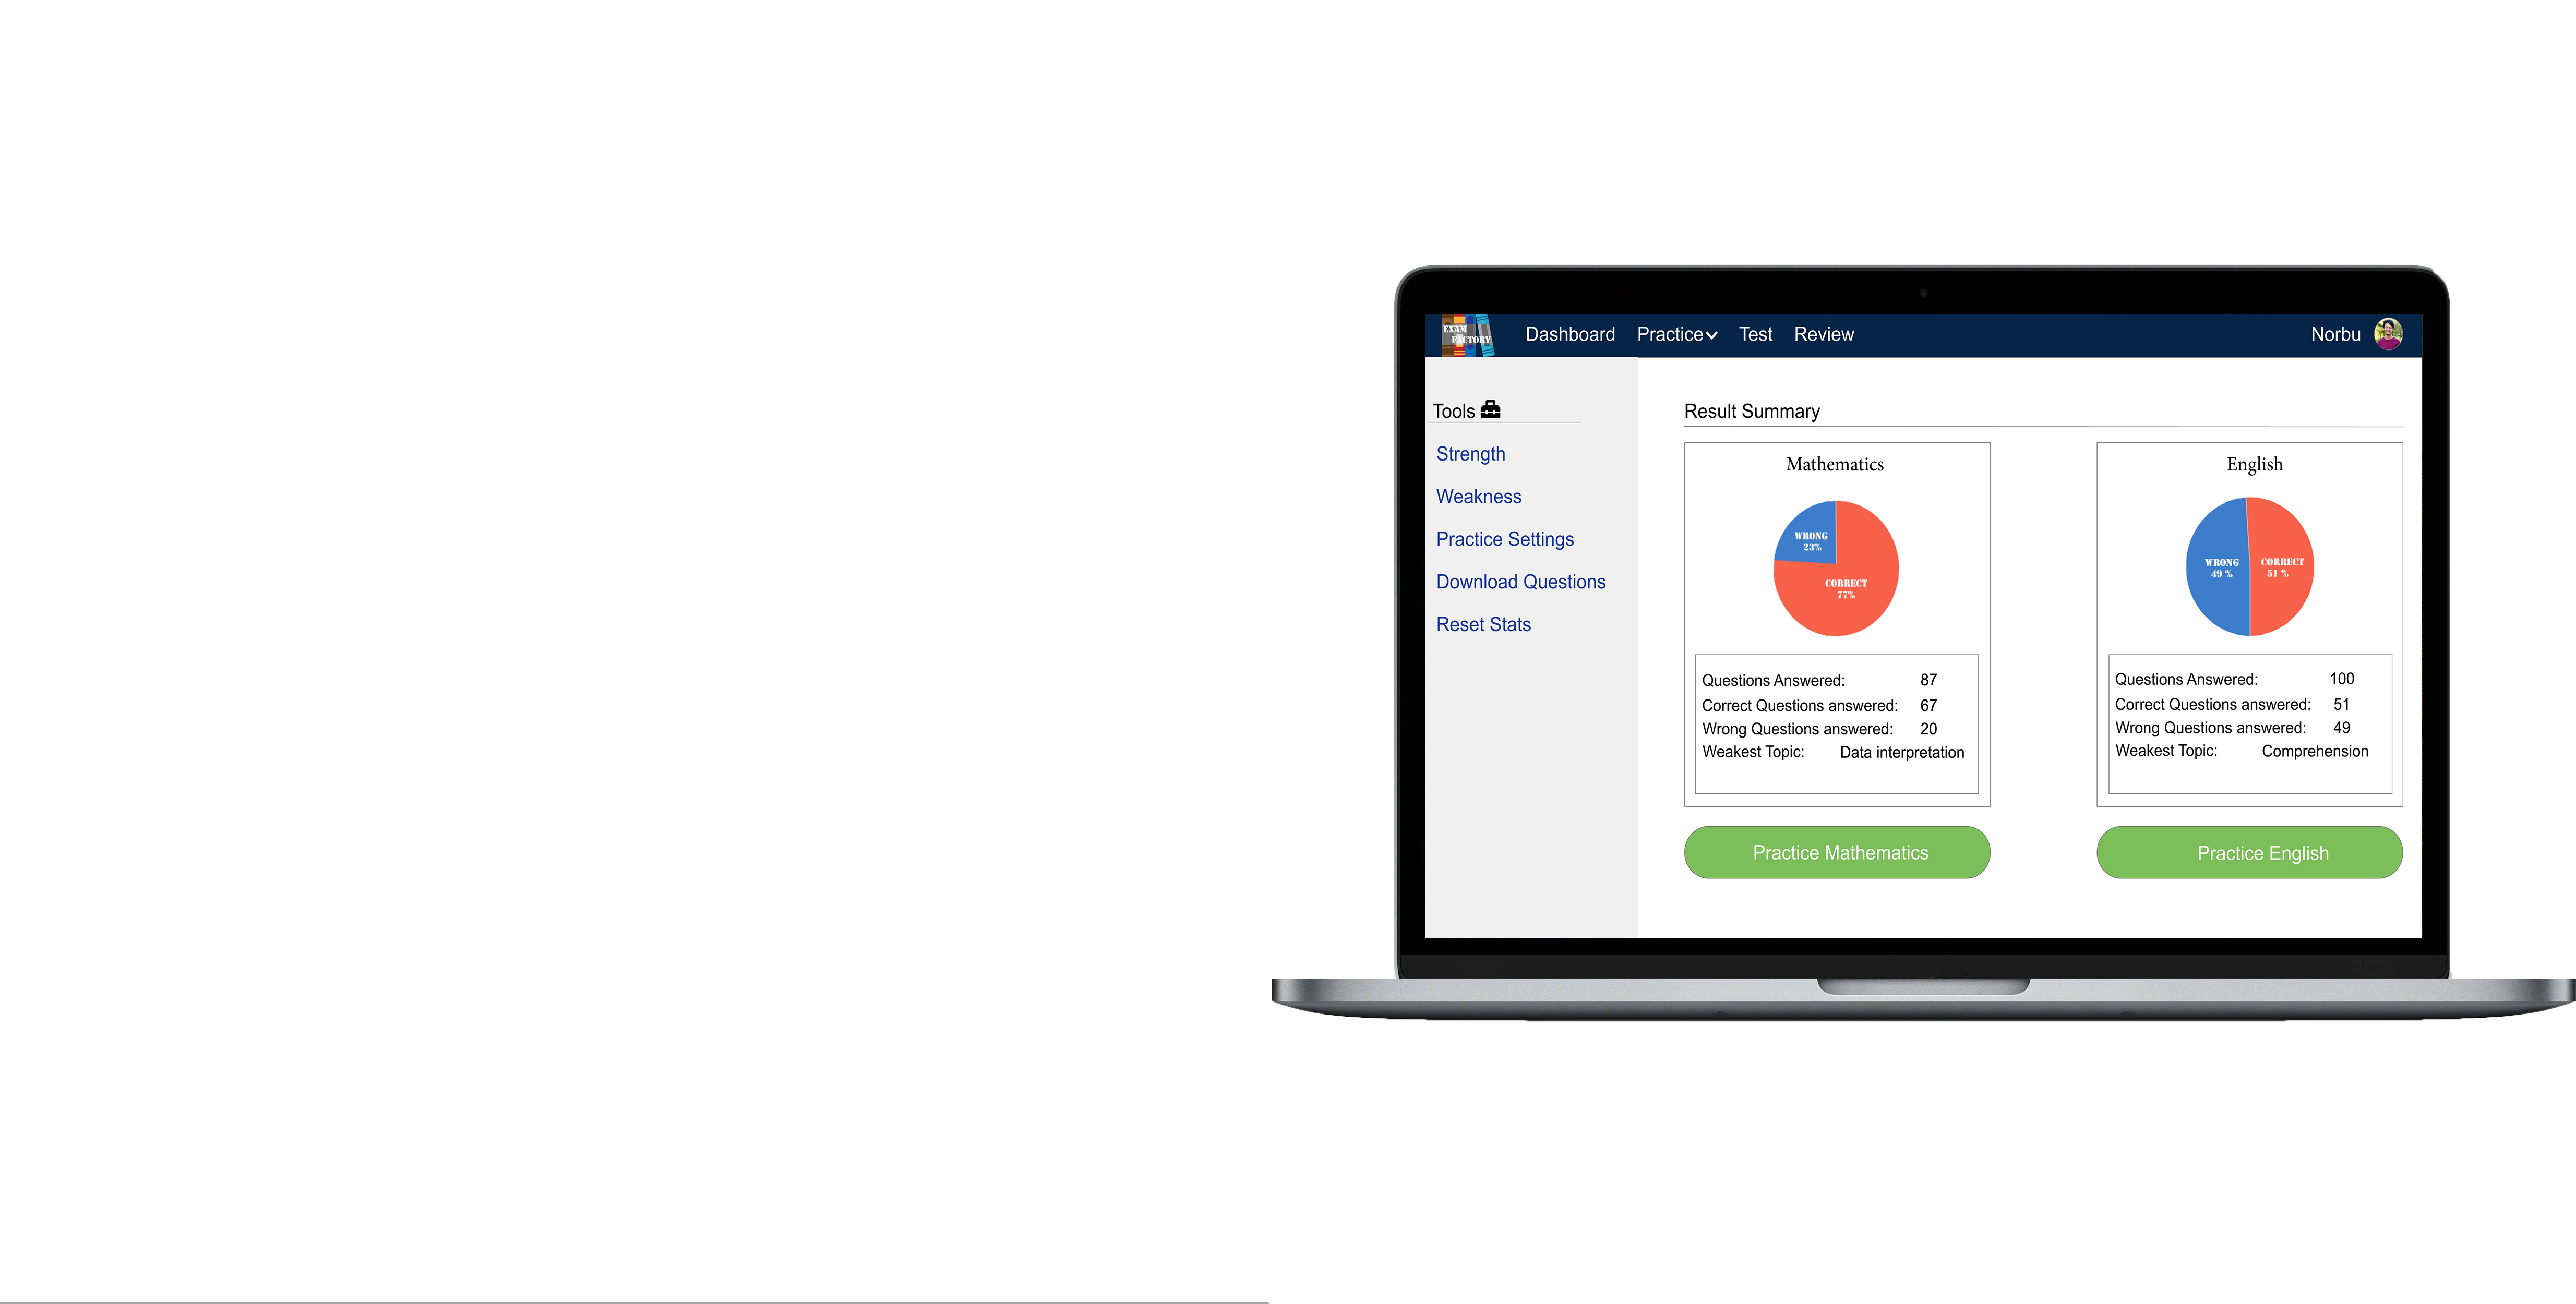 EXAM
FACTORY
Dashboard Practice Test Review Norbu
Tools
Strength
Weakness
Practice Settings
Download Questions
Reset Stats
Result Summary
Mathematics
WRONG
23%
CORRECT
77%
Questions Answered: 87
Correct Questions answered: 67
Wrong Questions answered: 20
Weakest Topic: Data interpretation
Practice Mathematics
English
WRONG
49 %
CORRECT
51 %
Questions Answered: 100
Correct Questions answered: 51
Wrong Questions answered: 49
Weakest Topic: Comprehension
Practice English